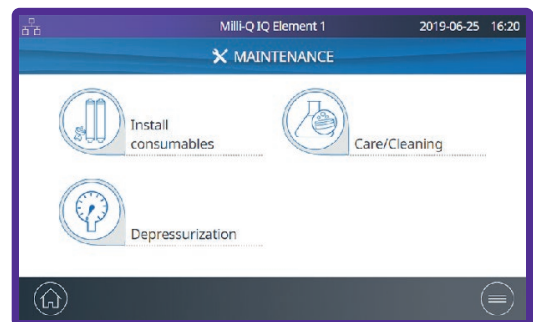 Milli-Q IQ Element 1 2019-06-25 16:20
MAINTENANCE
Install
consumables
Care/Cleaning
Depressurization